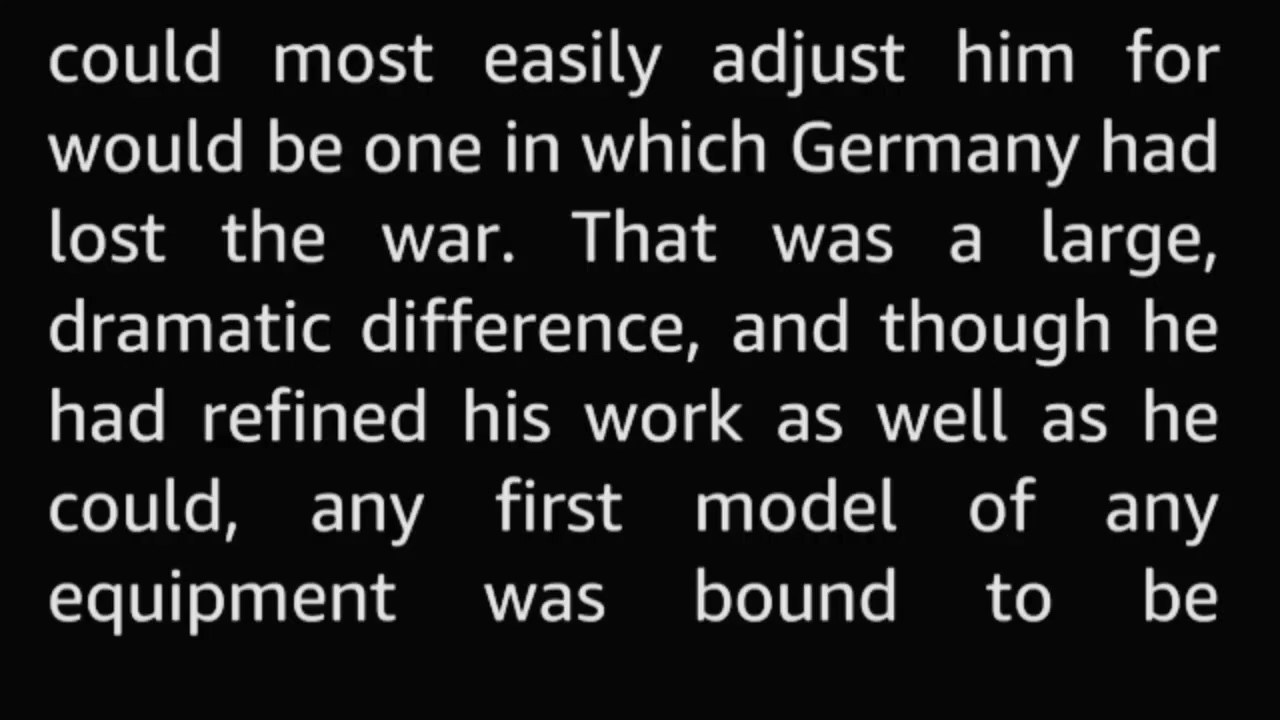 could most easily adjust him for
would be one in which Germany had
lost the war. That was a large,
dramatic difference, and though he
had refined his work as well as he
could, any first model of any
equipment was bound to be